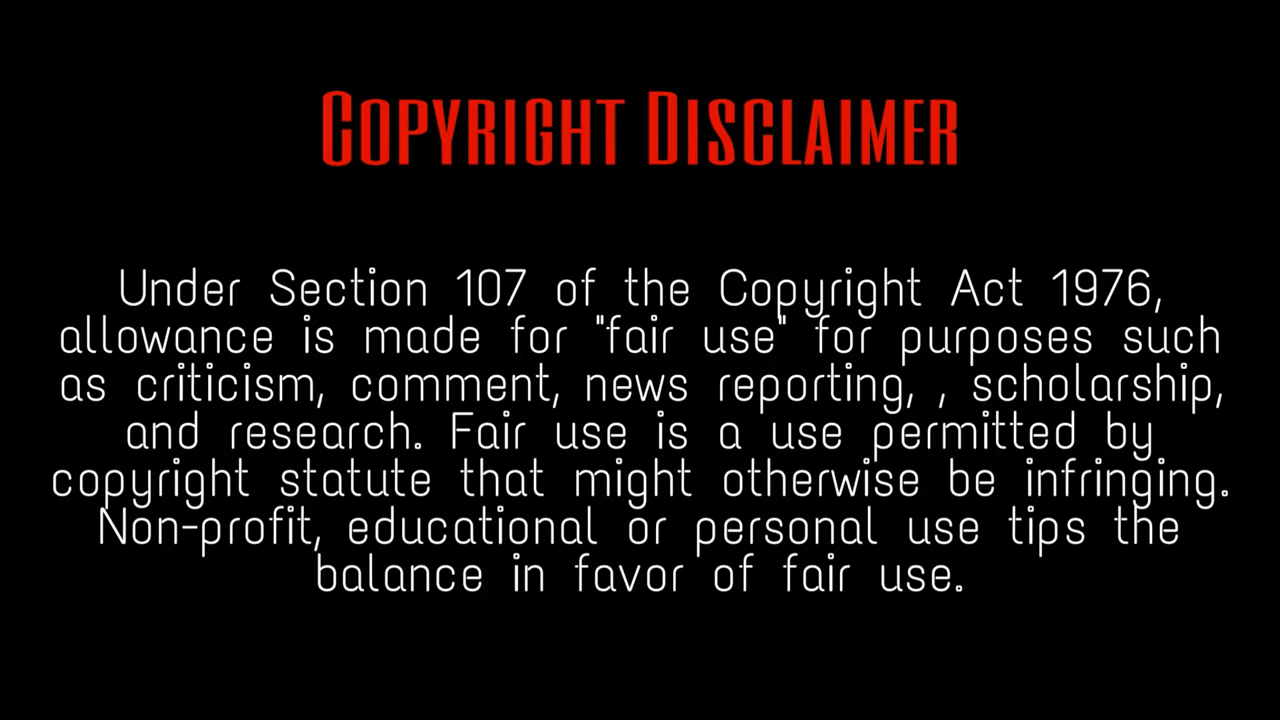 Copyright Disclaimer
Under Section 107 of the Copyright Act 1976,
allowance is made for "fair use" for purposes such
as criticism, comment, news reporting, , scholarship,
and research. Fair use is a use permitted by
copyright statute that might otherwise be infringing.
Non-profit, educational or personal use tips the
balance in favor of fair use.